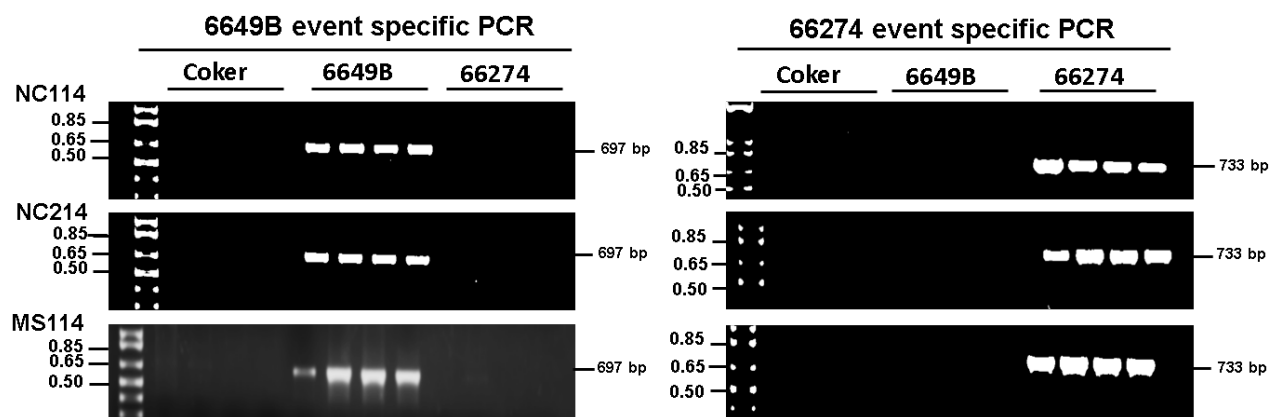 6649B event specific PCR
Coker 6649B 66274
NC114
0.85
0.65
0.50
697 bp
NC214
0.85
0.65
0.50
697 bp
MS114
0.85
0.65
0.50
697 bp
66274 event specific PCR
Coker 6649B 66274
0.85
0.65
0.50
733 bp
0.85
0.65
0.50
733 bp
0.85
0.65
0.50
733 bp